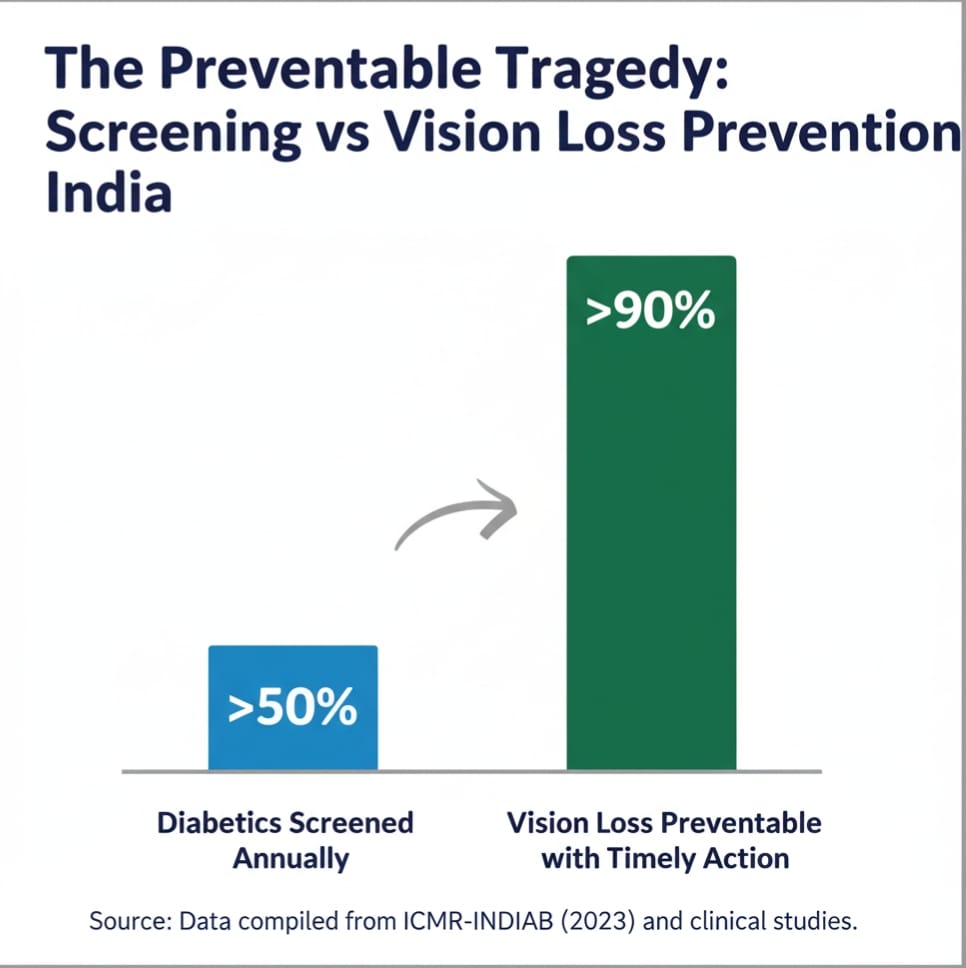 The Preventable Tragedy:
Screening vs Vision Loss Prevention
India
>90%
>50%
Diabetics Screened
Annually
Vision Loss Preventable
with Timely Action
Source: Data compiled from ICMR-INDIAB (2023) and clinical studies.